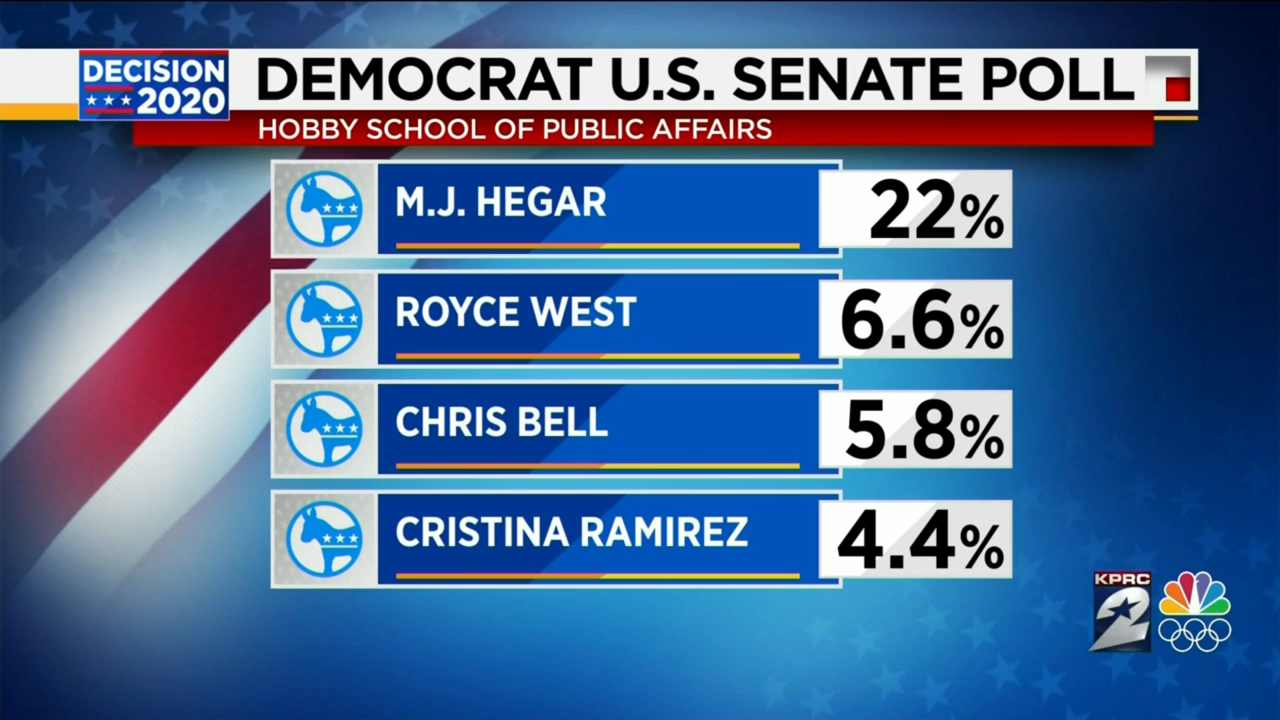 DECISION
2020
DEMOCRAT U.S. SENATE POLL
HOBBY SCHOOL OF PUBLIC AFFAIRS
M.J. HEGAR 22%
ROYCE WEST 6.6%
CHRIS BELL 5.8%
CRISTINA RAMIREZ 4.4%
KPRC
2